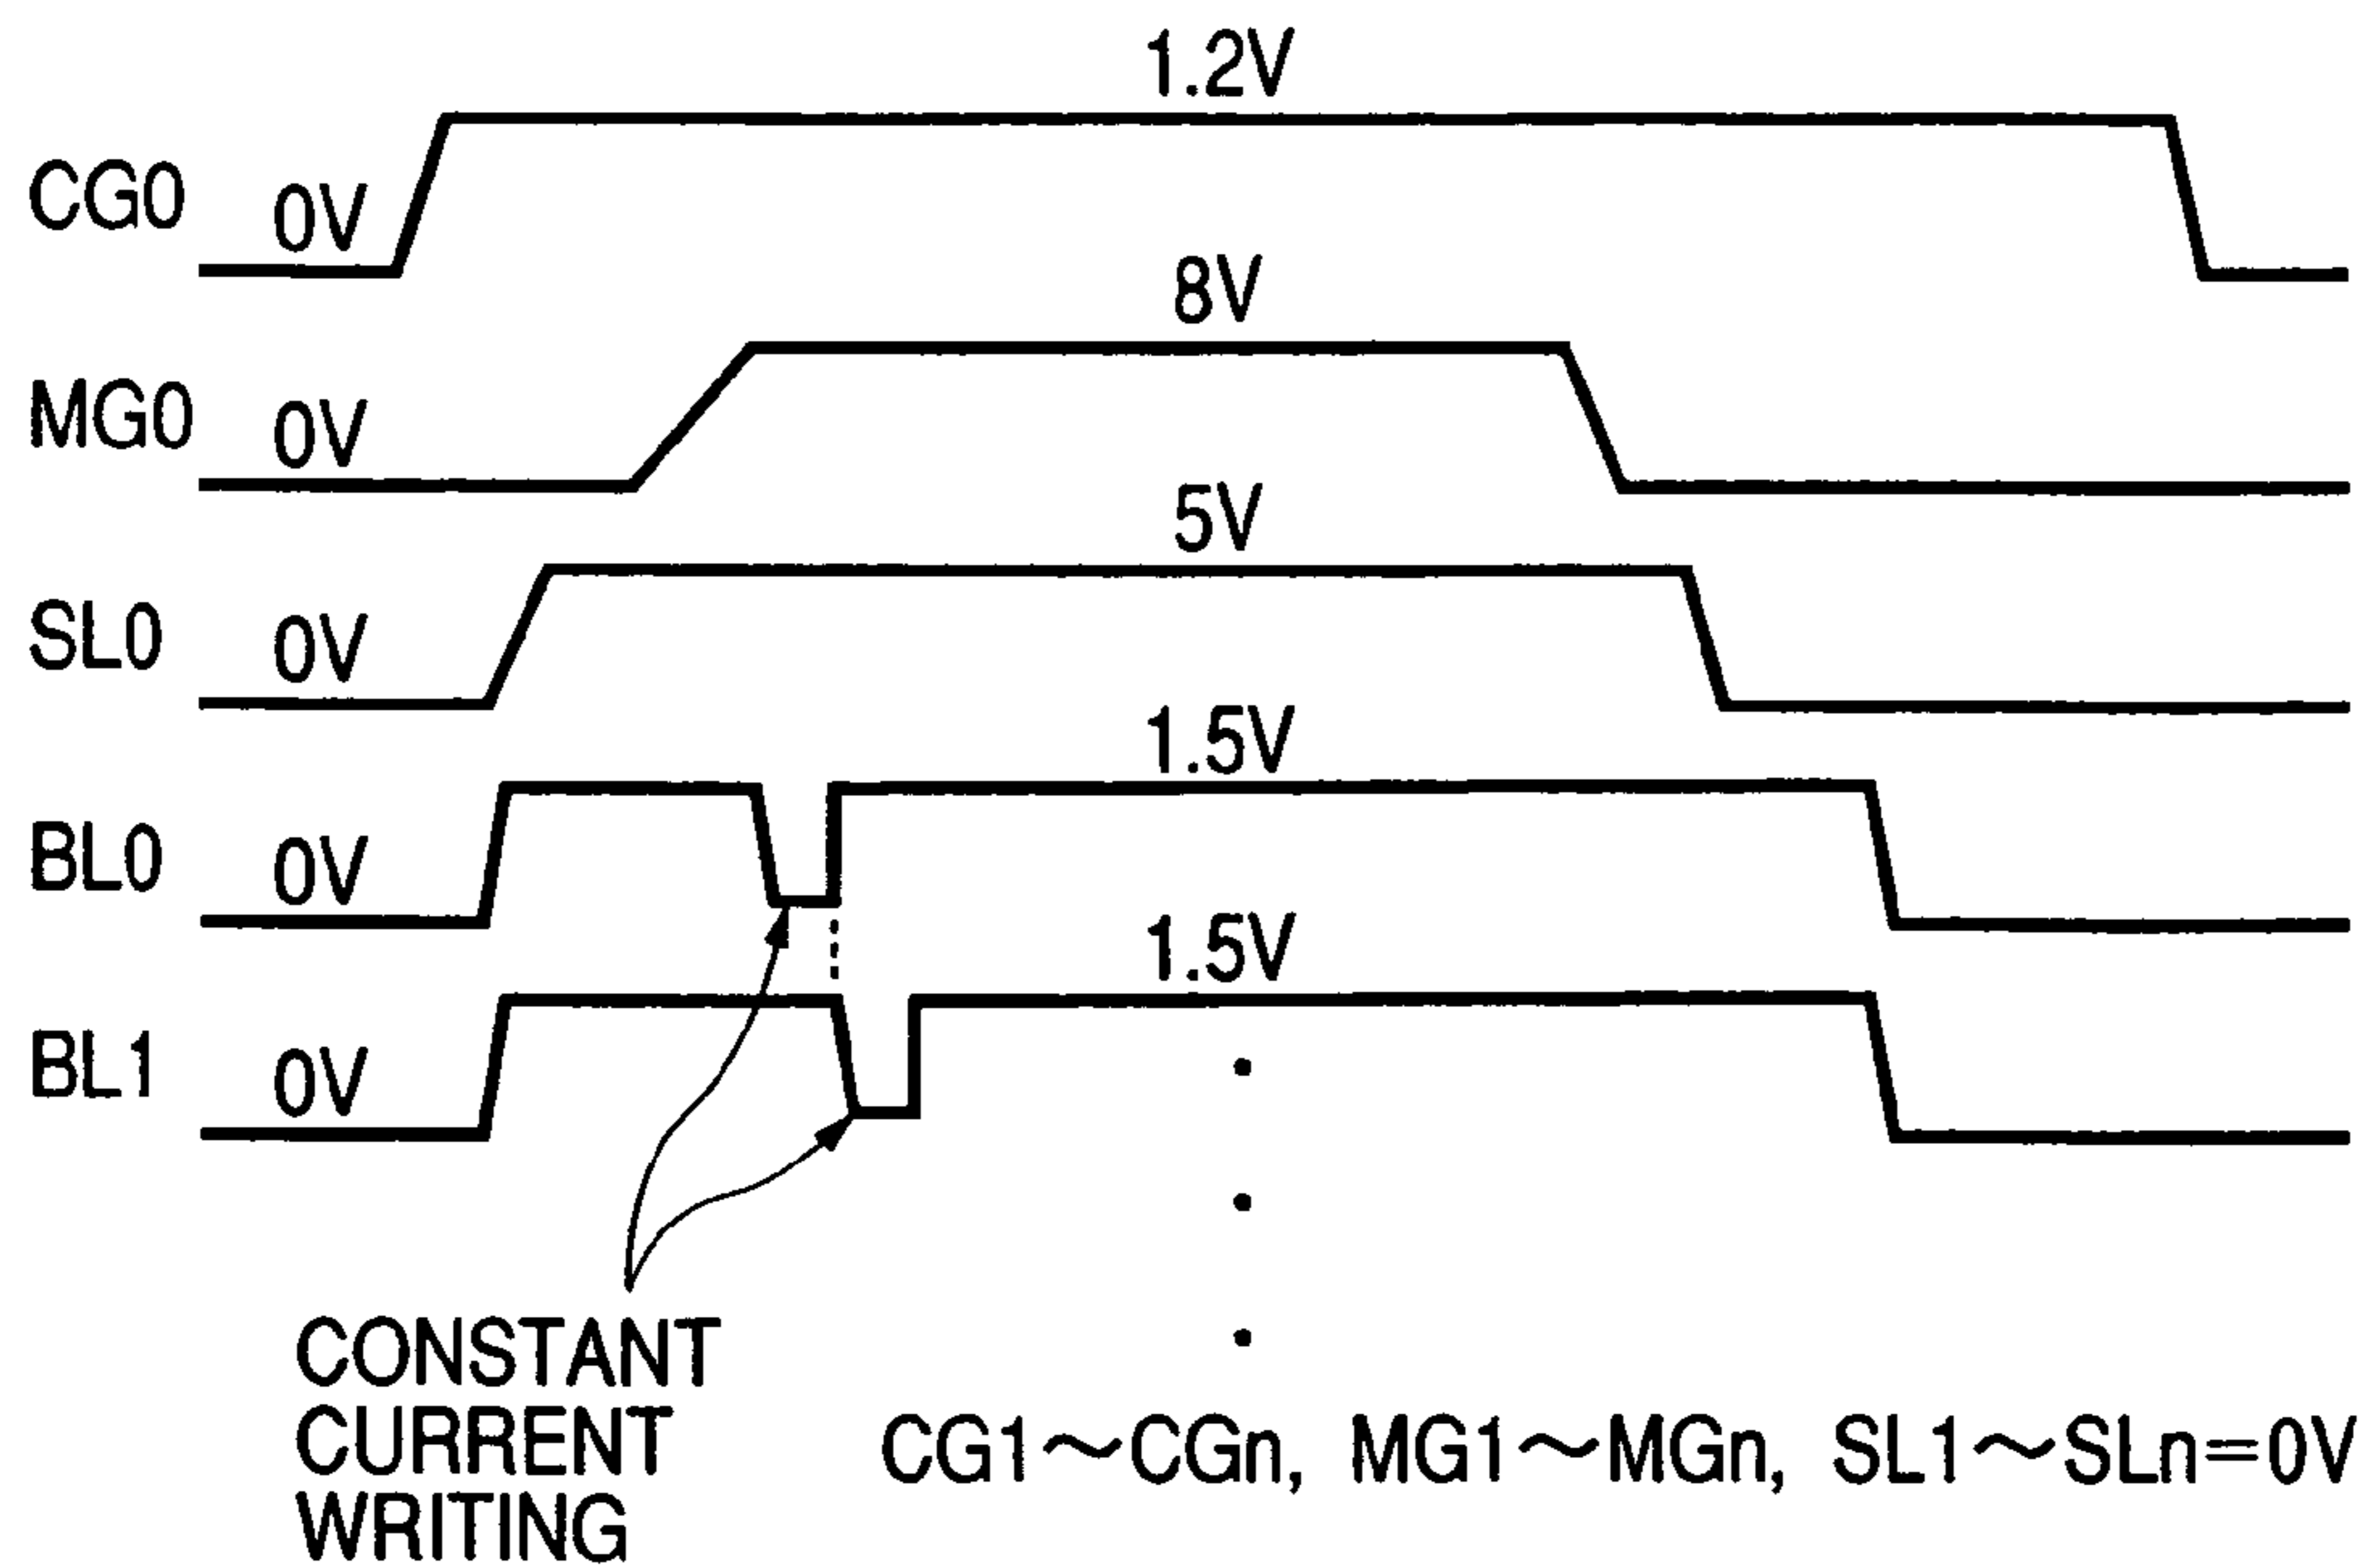 1.2V
CG0 0V
8V
MG0 0V
5V
SL0 0V
1.5V
BL0 0V
1.5V
BL1 0V
CONSTANT
CURRENT
WRITING
CG1～CGn, MG1～MGn, SL1～SLn=0V